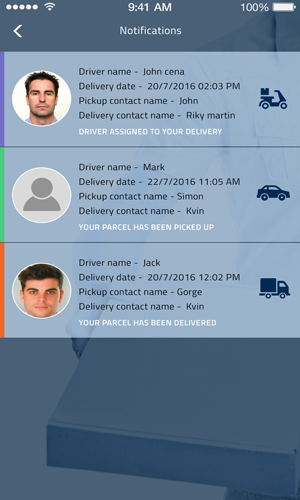 9:41 AM 100%
Notifications
Driver name - John cena
Delivery date - 20/7/2016 02:03 PM
Pickup contact name - John
Delivery contact name - Riky martin
DRIVER ASSIGNED TO YOUR DELIVERY
Driver name - Mark
Delivery date - 22/7/2016 11:05 AM
Pickup contact name - Simon
Delivery contact name - Kvin
YOUR PARCEL HAS BEEN PICKED UP
Driver name - Jack
Delivery date - 20/7/2016 12:02 PM
Pickup contact name - Gorge
Delivery contact name - Kvin
YOUR PARCEL HAS BEEN DELIVERED